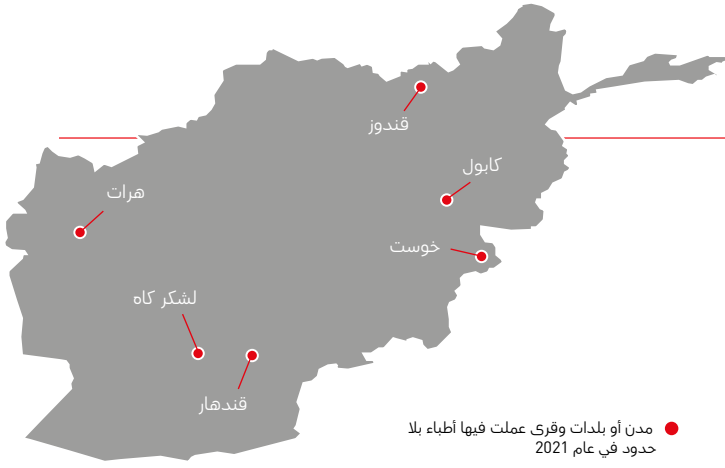 قندوز
كابول
هرات
خوست
لشكر كاه
قندهار
مدن أو بلدات وقرى عملت فيها أطباء بلا
حدود في عام 2021